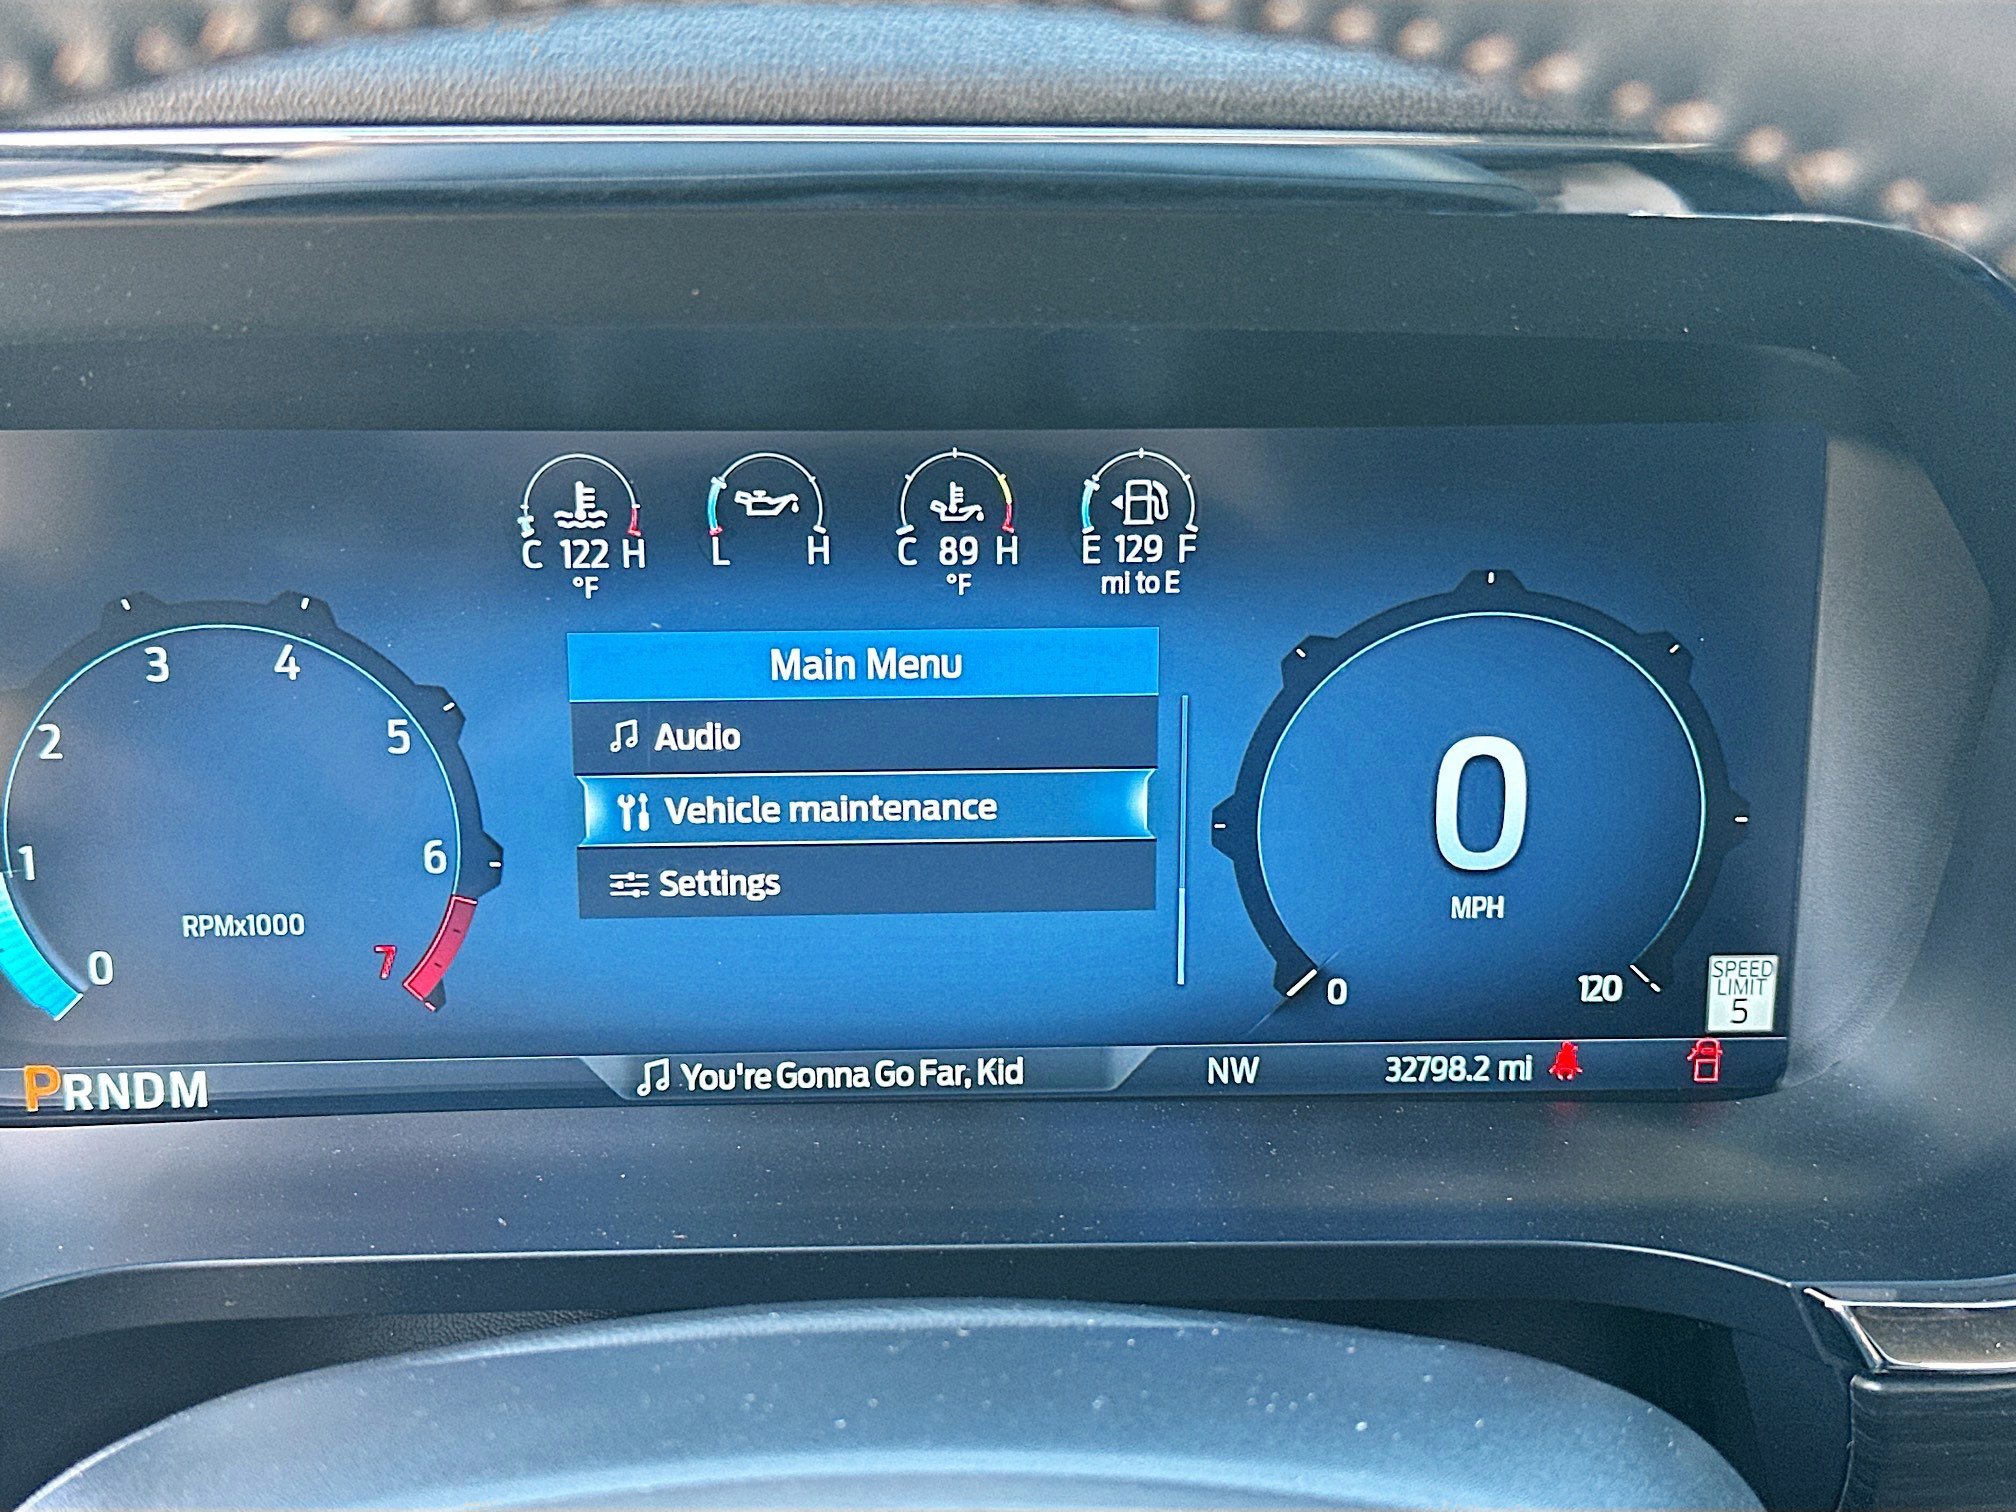 C 122 H
°F
L H
C 89 H
°F
E 129 F
mi to E
Main Menu
Audio
Vehicle maintenance
Settings
0
1
2
3
4
5
6
7
RPMx1000
0
MPH
0
120
SPEED
LIMIT
5
PRNDM
You're Gonna Go Far, Kid
NW
32798.2 mi